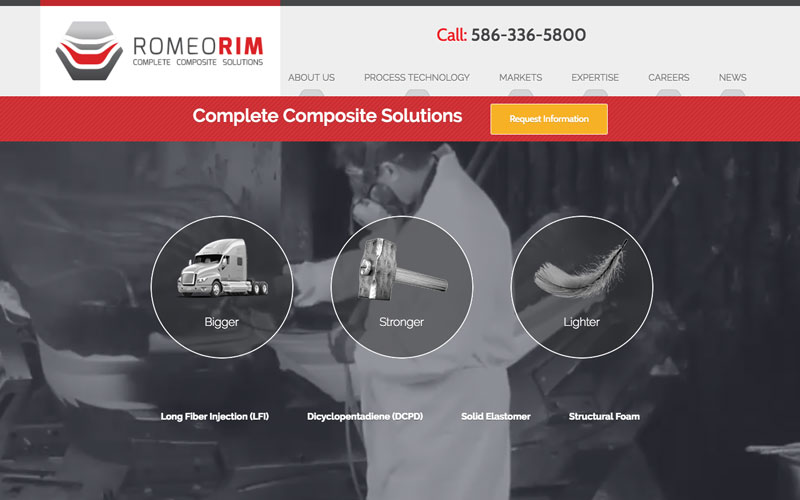 Call: 586-336-5800
ROMEORIM
COMPLETE COMPOSITE SOLUTIONS
ABOUT US PROCESS TECHNOLOGY MARKETS EXPERTISE CAREERS NEWS
Complete Composite Solutions Request Information
Bigger Stronger Lighter
Long Fiber Injection (LFI) Dicyclopentadiene (DCPD) Solid Elastomer Structural Foam